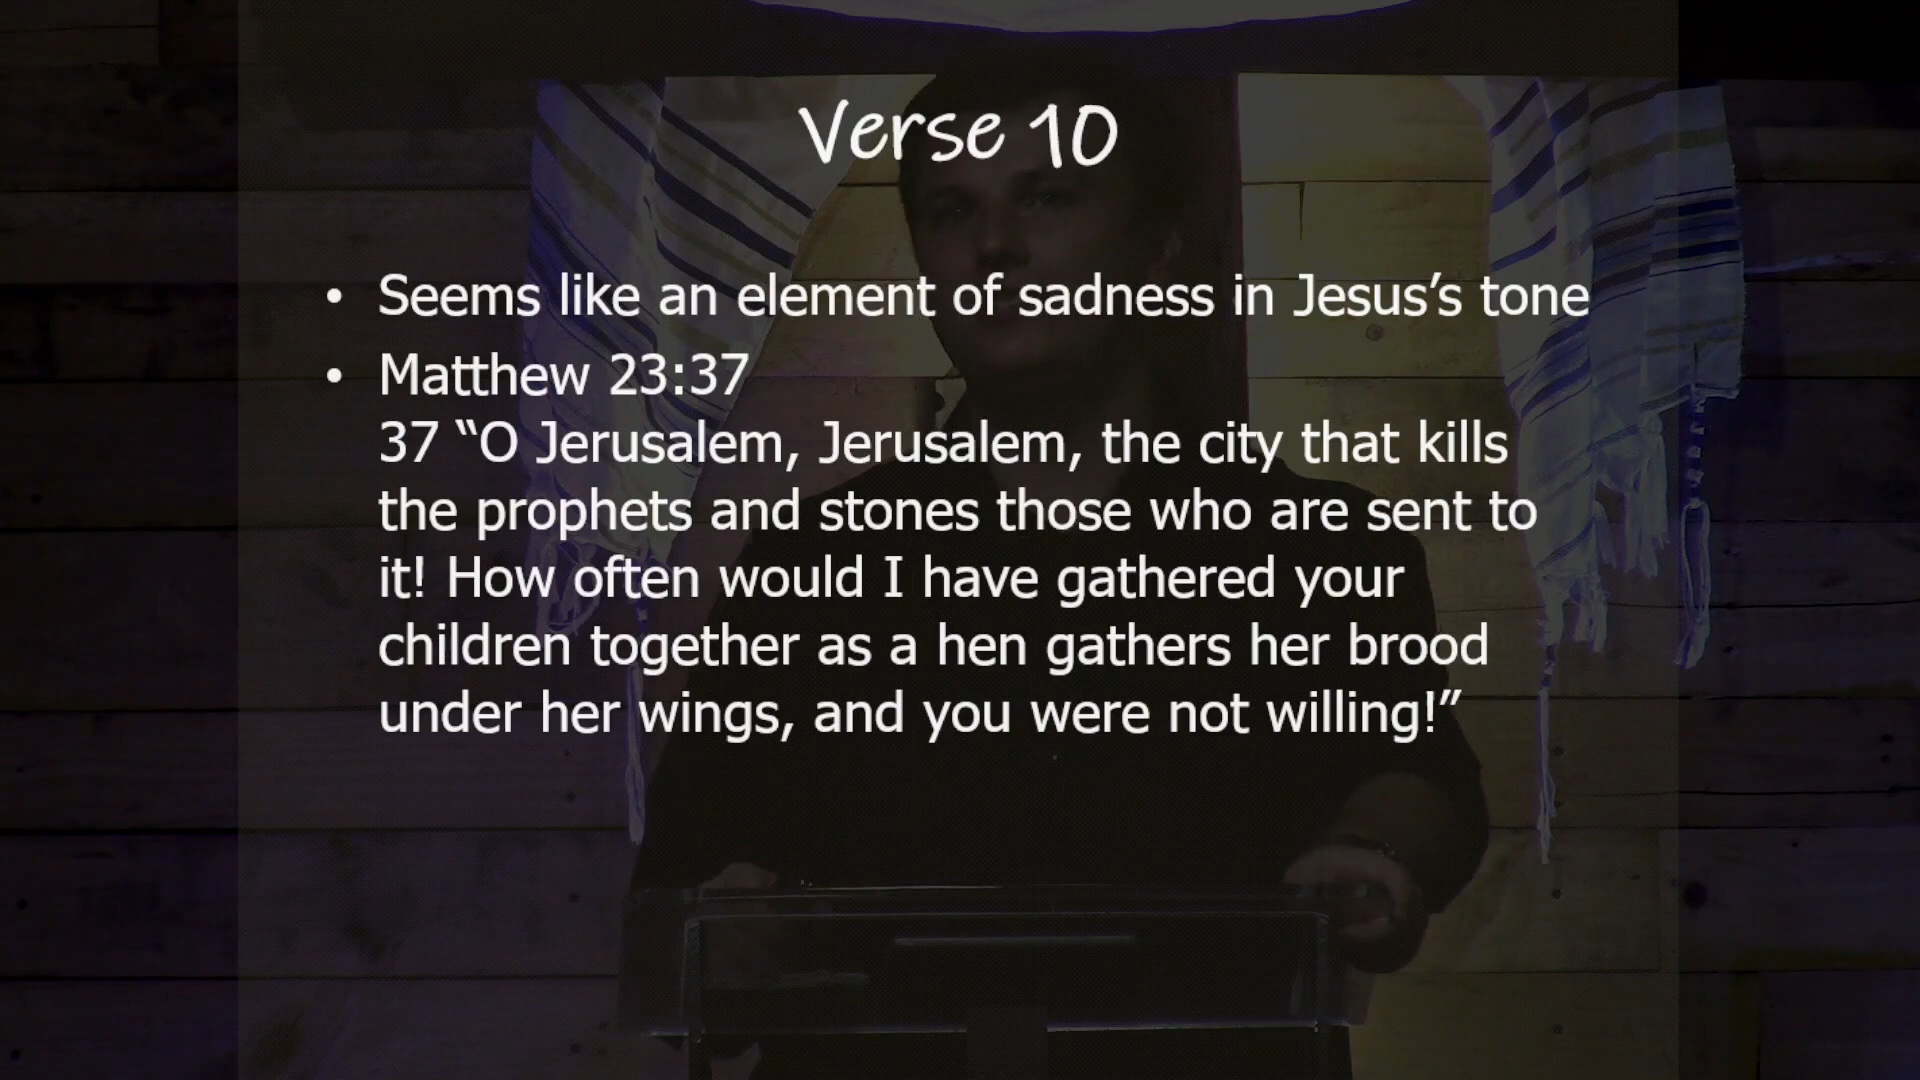 Verse 10
• Seems like an element of sadness in Jesus’s tone
• Matthew 23:37
37 “O Jerusalem, Jerusalem, the city that kills
the prophets and stones those who are sent to
it! How often would I have gathered your
children together as a hen gathers her brood
under her wings, and you were not willing!”